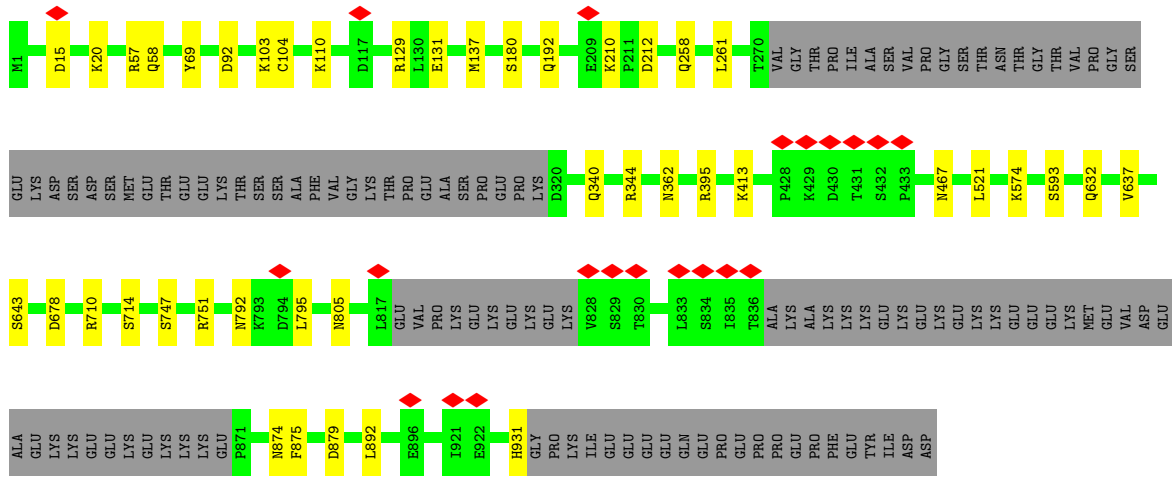 M1 D15 K20 R57 Q58 Y69 D92 K103 C104 K110 D117 R129 L130 E131 M137 S180 Q192 E209 K210 P211 D212 Q258 L261 T270 VAL GLY THR PRO ILE ALA SER VAL PRO GLY SER THR ASN THR GLY THR VAL PRO GLY SER
GLU LYS ASP SER ASP SER MET GLU THR GLU GLU LYS THR SER SER ALA PHE VAL GLY LYS THR PRO GLU ALA SER PRO GLU PRO LYS D320 Q340 R344 N362 R395 K413 P428 K429 D430 T431 S432 P433 N467 L521 K574 S593 Q632 V637
S643 D678 R710 S714 S747 R751 N792 K793 D794 L795 N805 L817 GLU VAL PRO LYS GLU LYS GLU LYS GLU LYS V828 S829 T830 L833 S834 I835 T836 ALA LYS ALA LYS LYS LYS GLU LYS GLU LYS GLU LYS LYS GLU GLU GLU LYS MET GLU VAL ASP GLU
ALA GLU LYS LYS GLU GLU LYS GLU LYS LYS LYS GLU P871 N874 F875 D879 L892 E896 I921 E922 H931 GLY PRO LYS ILE GLU GLU GLU GLU GLN GLU PRO GLU PRO PRO GLU PRO PHE GLU TYR ILE ASP ASP